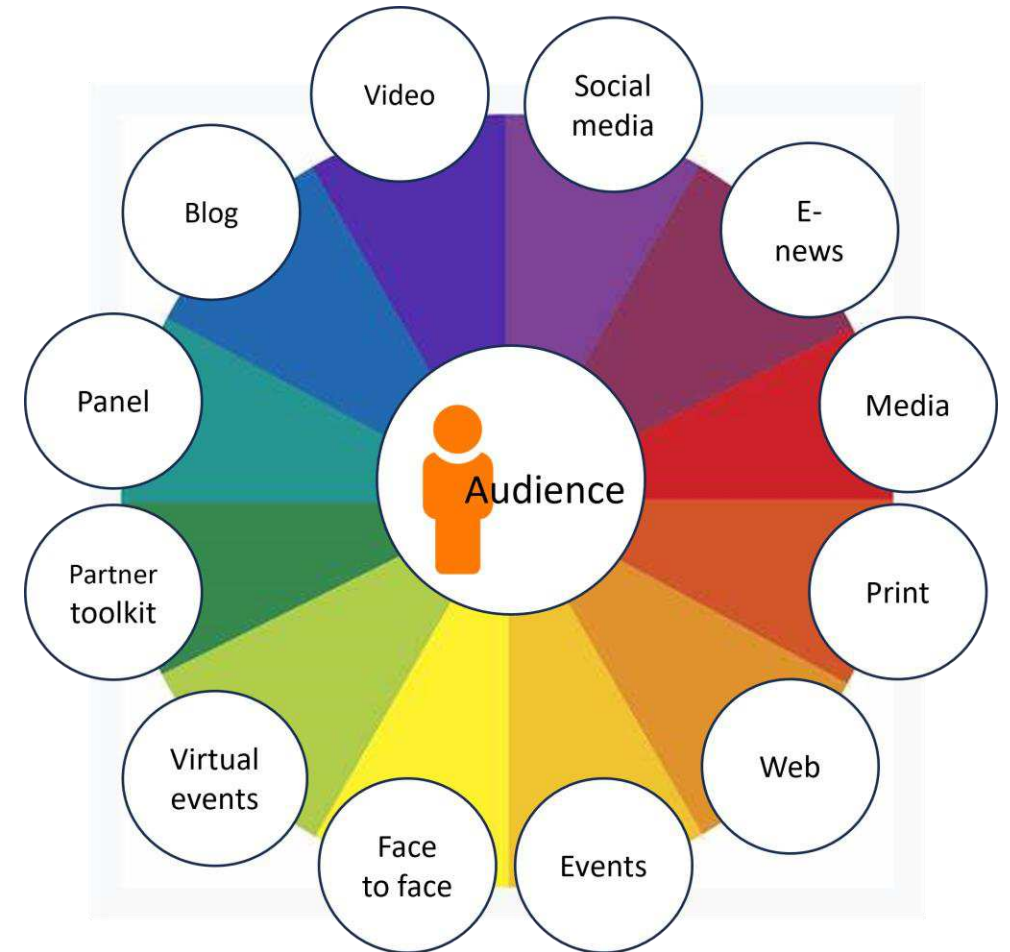 Video
Social
media
Blog
E-
news
Panel
Media
Audience
Partner
toolkit
Print
Virtual
events
Web
Face
to face
Events